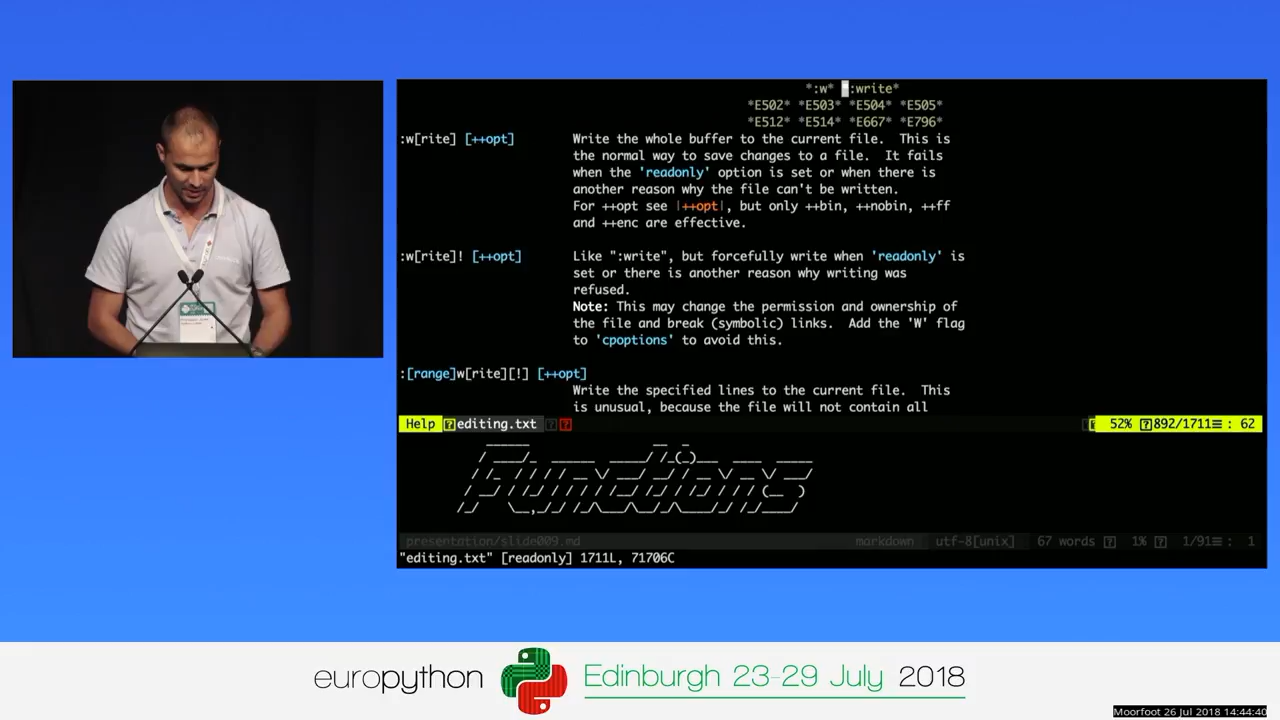 *:w* *:write*
*E502* *E503* *E504* *E505*
*E512* *E514* *E667* *E796*
:w[rite] [++opt] Write the whole buffer to the current file. This is
the normal way to save changes to a file. It fails
when the 'readonly' option is set or when there is
another reason why the file can't be written.
For ++opt see |++opt|, but only ++bin, ++nobin, ++ff
and ++enc are effective.
:w[rite]! [++opt] Like ":write", but forcefully write when 'readonly' is
set or there is another reason why writing was
refused.
Note: This may change the permission and ownership of
the file and break (symbolic) links. Add the 'W' flag
to 'cpoptions' to avoid this.
:[range]w[rite][!] [++opt]
Write the specified lines to the current file. This
is unusual, because the file will not contain all
Help editing.txt 52% 892/1711 : 62
Functions
presentation/slide009.md markdown utf-8[unix] 67 words 1% 1/91 : 1
"editing.txt" [readonly] 1711L, 71706C
europython Edinburgh 23-29 July 2018
Moorfoot 26 Jul 2018 14:44:40